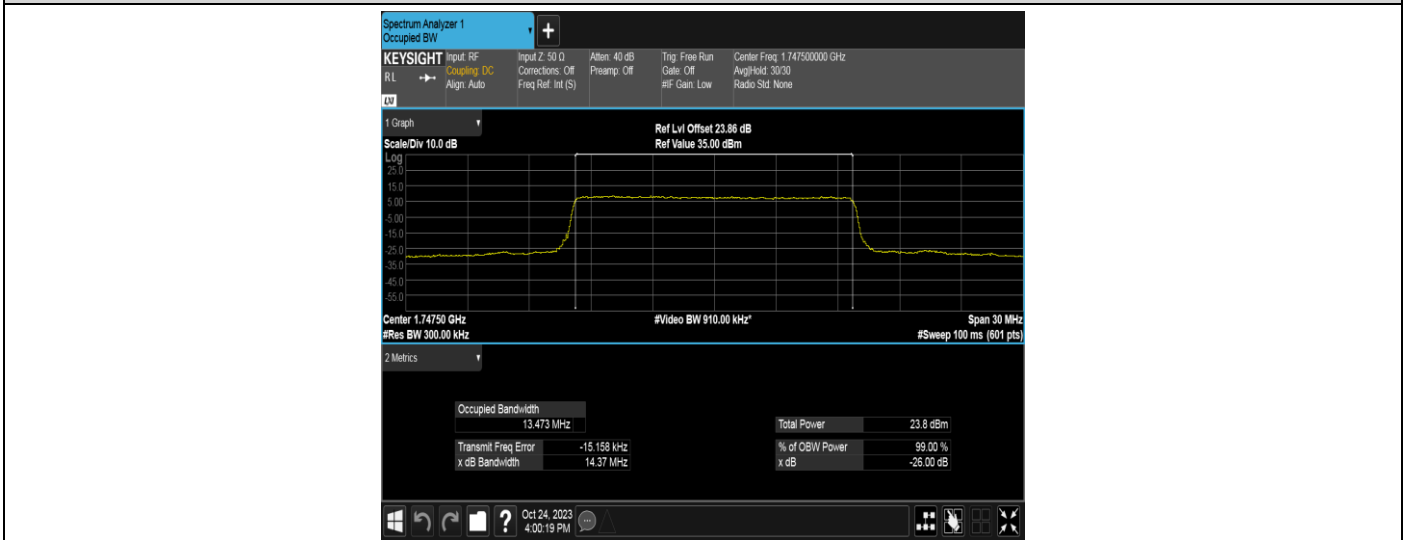 Spectrum Analyzer 1
Occupied BW
+
KEYSIGHT Input: RF Input Z: 50 Ω Atten: 40 dB Trig: Free Run Center Freq: 1.747500000 GHz
RL Coupling: DC Corrections: Off Preamp: Off Gate: Off Avg|Hold: 30/30
Align: Auto Freq Ref: Int (S) #IF Gain: Low Radio Std: None
LXI
1 Graph Ref Lvl Offset 23.86 dB
Scale/Div 10.0 dB Ref Value 35.00 dBm
Log
25.0
15.0
5.00
-5.00
-15.0
-25.0
-35.0
-45.0
-55.0
Center 1.74750 GHz #Video BW 910.00 kHz* Span 30 MHz
#Res BW 300.00 kHz #Sweep 100 ms (601 pts)
2 Metrics
Occupied Bandwidth
13.473 MHz Total Power 23.8 dBm
Transmit Freq Error -15.158 kHz % of OBW Power 99.00 %
x dB Bandwidth 14.37 MHz x dB -26.00 dB
? Oct 24, 2023
4:00:19 PM